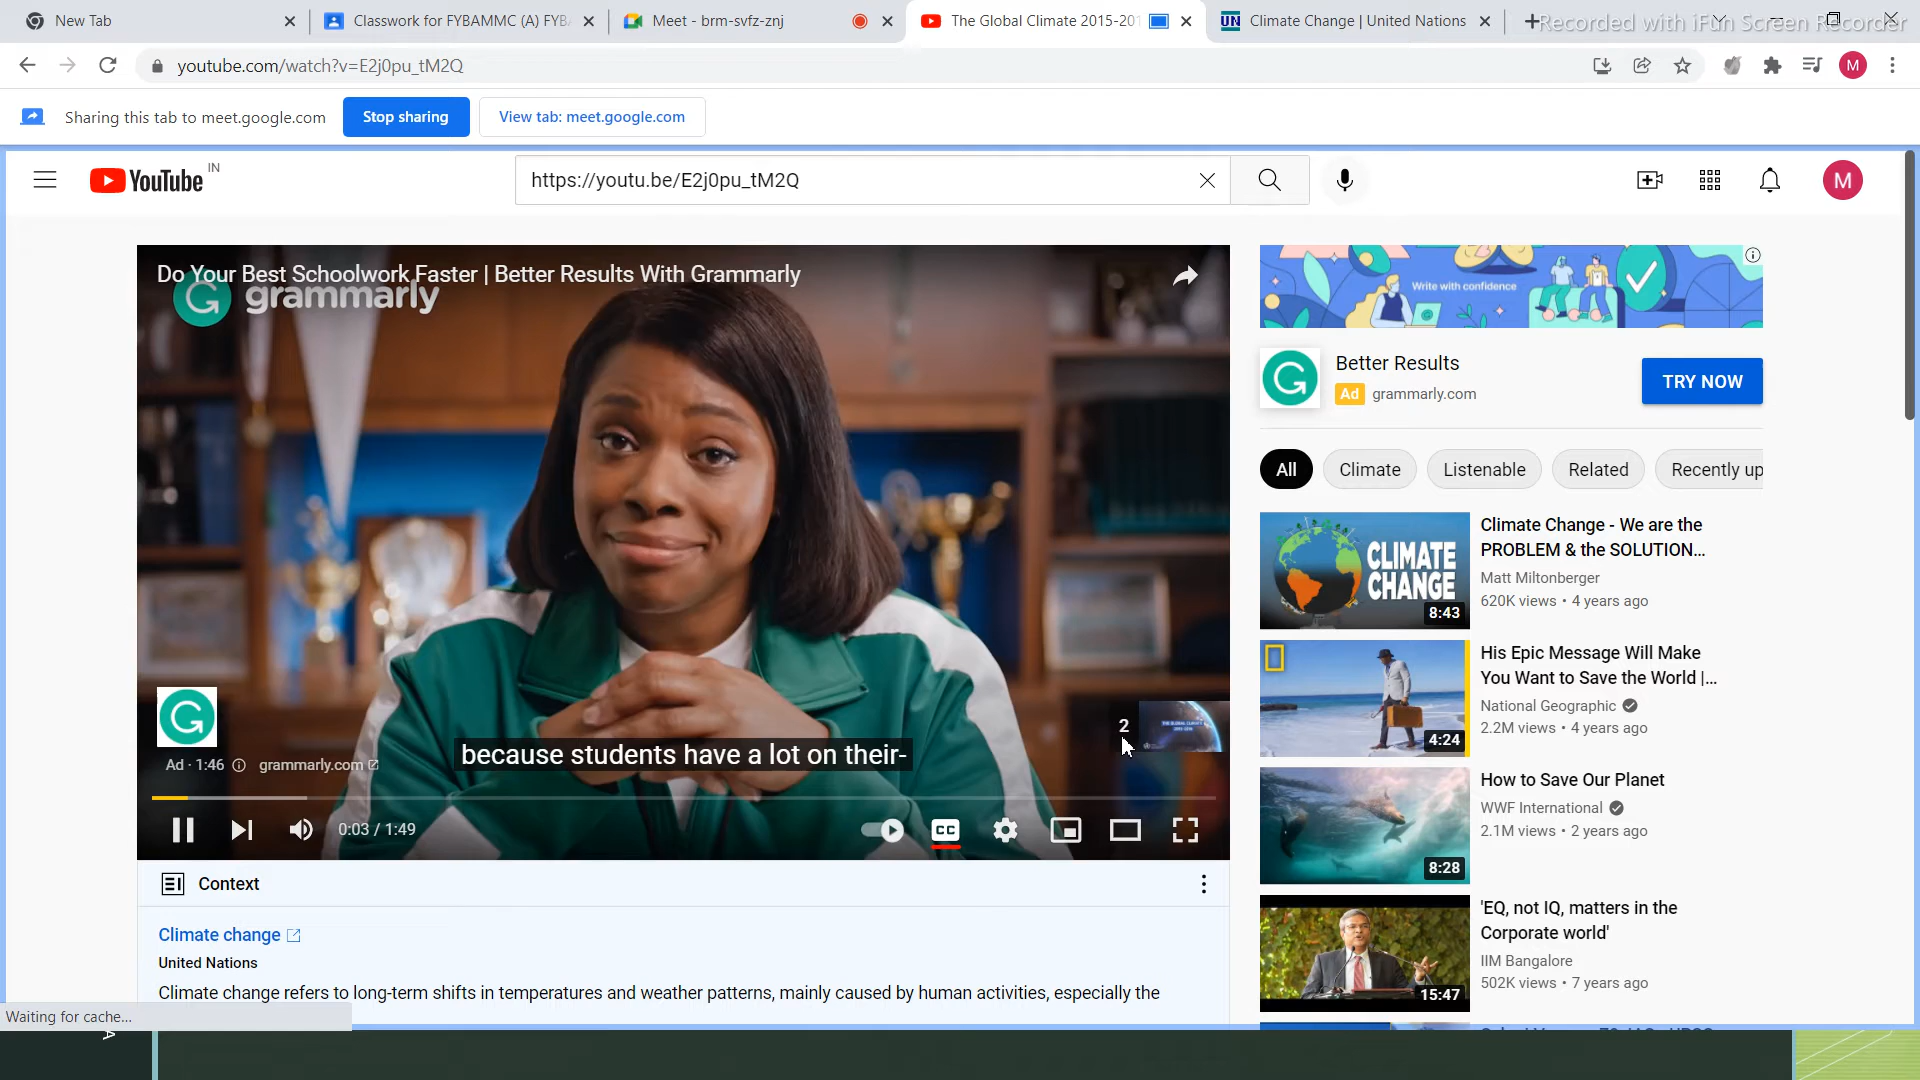 New Tab
Classwork for FYBAMMC (A) FYB
Meet - brm-svfz-znj
The Global Climate 2015-201
UN Climate Change | United Nations
Recorded with iFun Screen Recorder
youtube.com/watch?v=E2j0pu_tM2Q
M
Sharing this tab to meet.google.com
Stop sharing
View tab: meet.google.com
YouTube IN
https://youtu.be/E2j0pu_tM2Q
M
Do Your Best Schoolwork Faster | Better Results With Grammarly
grammarly
Write with confidence
Better Results
Ad grammarly.com
TRY NOW
All
Climate
Listenable
Related
Recently up
CLIMATE
CHANGE
8:43
Climate Change - We are the
PROBLEM & the SOLUTION...
Matt Miltonberger
620K views • 4 years ago
4:24
His Epic Message Will Make
You Want to Save the World |...
National Geographic
2.2M views • 4 years ago
2
because students have a lot on their-
Ad · 1:46
grammarly.com
0:03 / 1:49
CC
8:28
How to Save Our Planet
WWF International
2.1M views • 2 years ago
Context
Climate change
United Nations
Climate change refers to long-term shifts in temperatures and weather patterns, mainly caused by human activities, especially the
15:47
'EQ, not IQ, matters in the
Corporate world'
IIM Bangalore
502K views • 7 years ago
Waiting for cache...
A